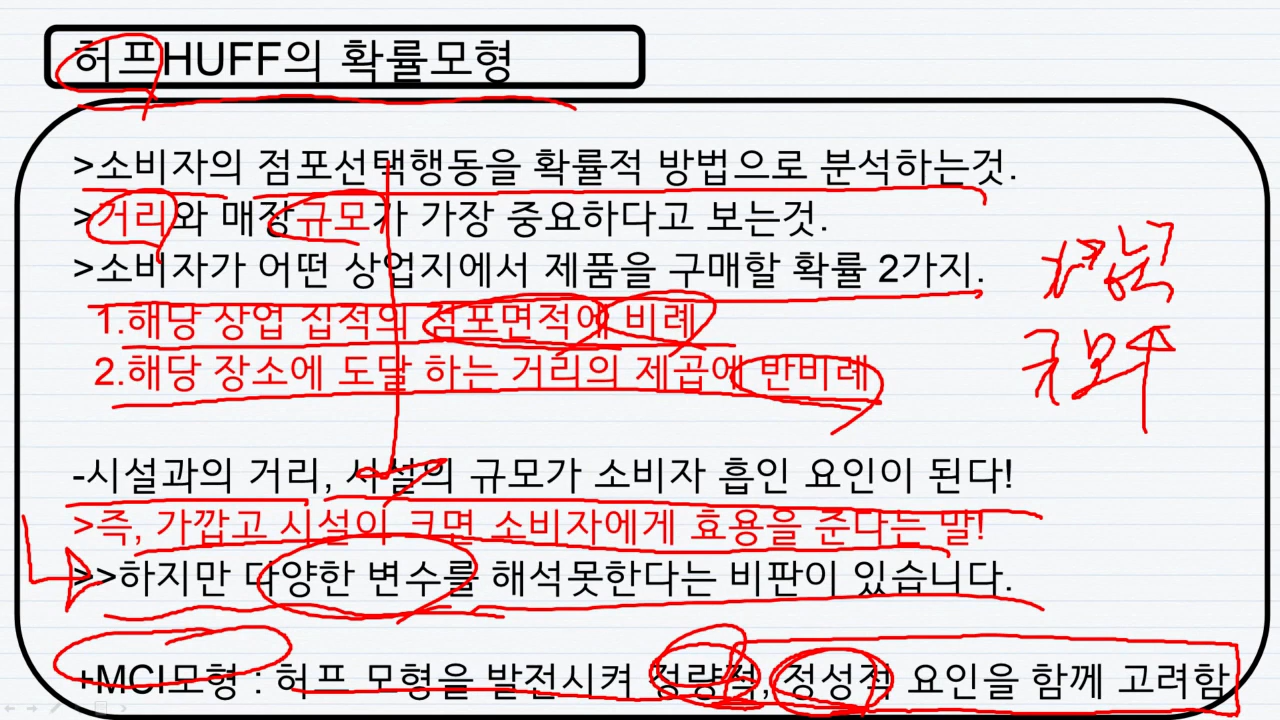 허프HUFF의 확률모형
>소비자의 점포선택행동을 확률적 방법으로 분석하는것.
>거리와 매장규모가 가장 중요하다고 보는것.
>소비자가 어떤 상업지에서 제품을 구매할 확률 2가지.
1.해당 상업 집적의 점포면적에 비례
2.해당 장소에 도달 하는 거리의 제곱에 반비례
-시설과의 거리, 시설의 규모가 소비자 흡인 요인이 된다!
>즉, 가깝고 시설이 크면 소비자에게 효용을 준다는 말!
>>하지만 다양한 변수를 해석못한다는 비판이 있습니다.
+MCI모형 : 허프 모형을 발전시켜 정량적, 정성적 요인을 함께 고려함
규모